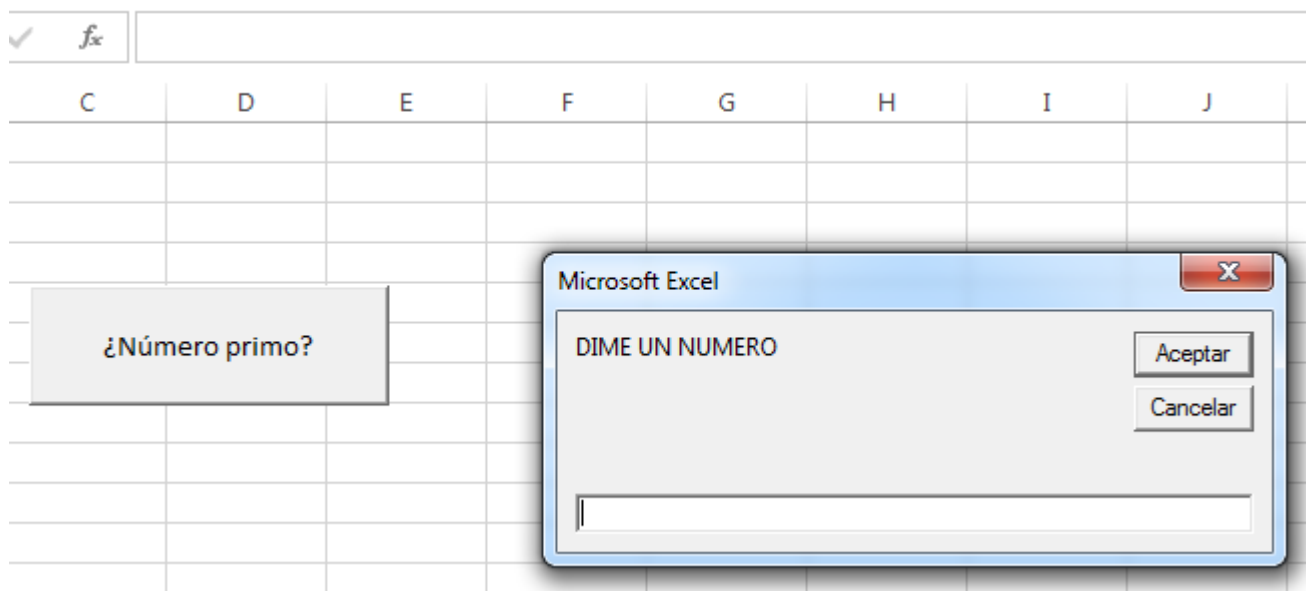 fx
C D E F G H I J
Microsoft Excel
¿Número primo?
DIME UN NUMERO
Aceptar
Cancelar